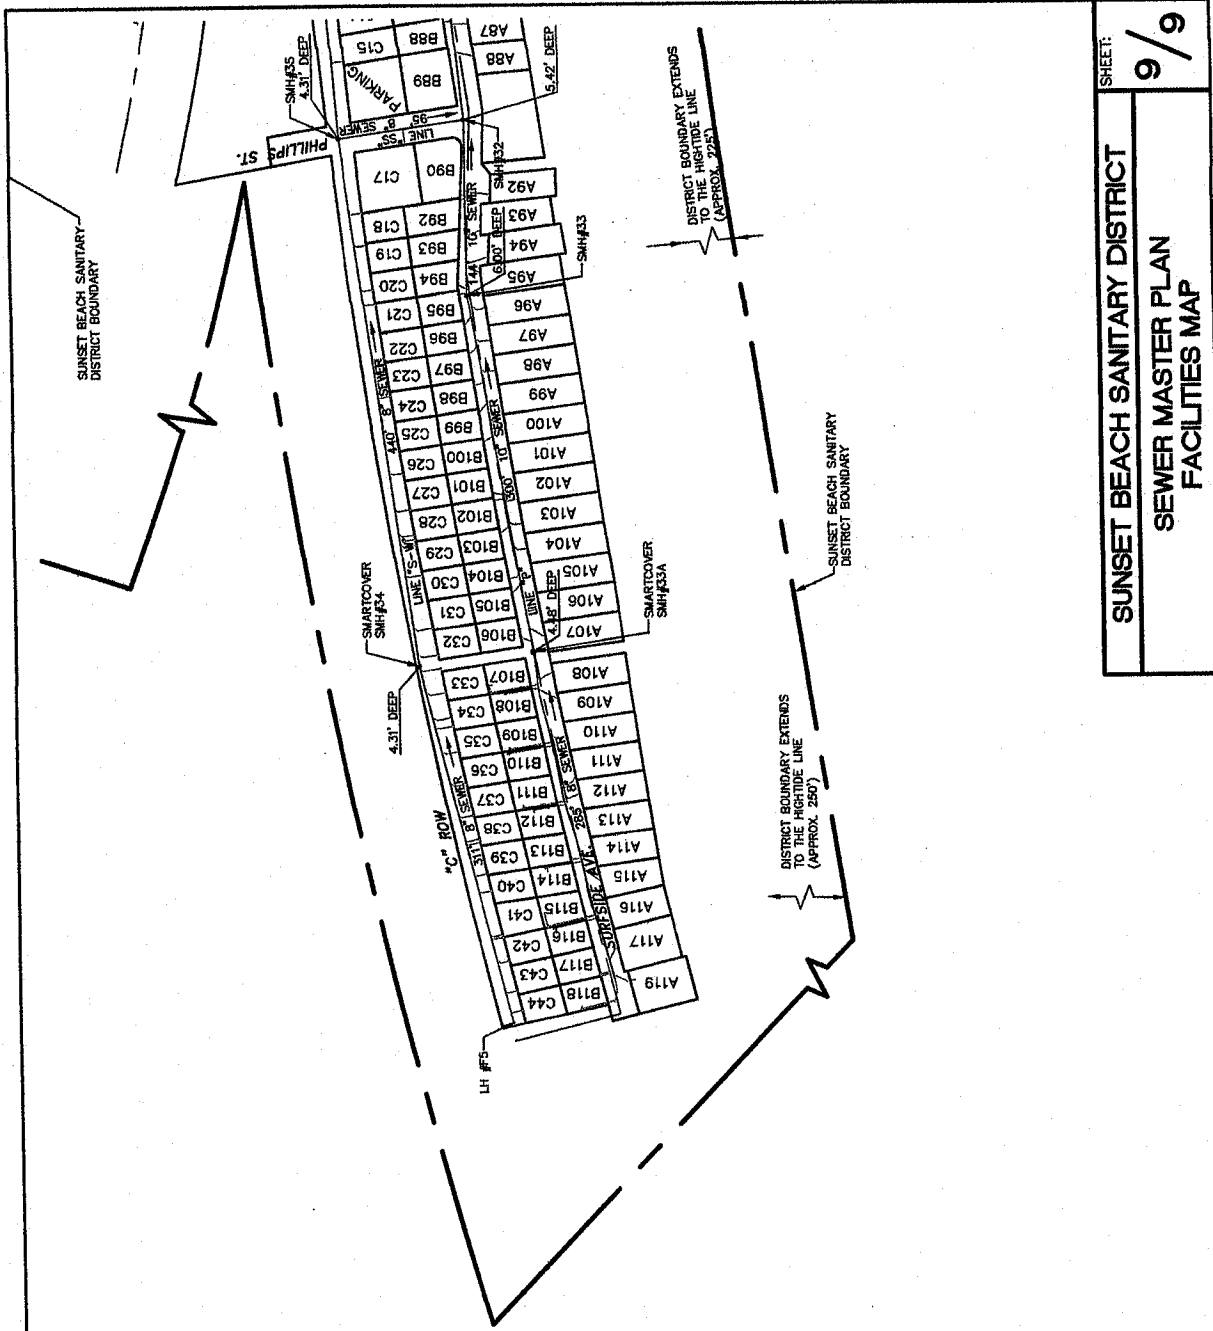 SHEET:
9/9
SUNSET BEACH SANITARY DISTRICT
SEWER MASTER PLAN
FACILITIES MAP
SUNSET BEACH SANITARY
DISTRICT BOUNDARY
PHILLIPS ST.
SMH#35
4.31' DEEP
PARKING
95' 8" SEWER
LINE "SS"
5.42' DEEP
SMH#32
10" SEWER
144'
6.00' DEEP
SMH#33
DISTRICT BOUNDARY EXTENDS
TO THE HIGHTIDE LINE
(APPROX. 225')
440' 8" SEWER
LINE "S-W1"
300' 10" SEWER
LINE "P"
4.48' DEEP
SMARTCOVER
SMH#34
4.31' DEEP
SMARTCOVER
SMH#33A
SUNSET BEACH SANITARY
DISTRICT BOUNDARY
DISTRICT BOUNDARY EXTENDS
TO THE HIGHTIDE LINE
(APPROX. 250')
"C" ROW
311' 8" SEWER
285' 8" SEWER
SURFSIDE AVE.
LH #F5
C15
C17
C18
C19
C20
C21
C22
C23
C24
C25
C26
C27
C28
C29
C30
C31
C32
C33
C34
C35
C36
C37
C38
C39
C40
C41
C42
C43
C44
B88
B89
B90
B92
B93
B94
B95
B96
B97
B98
B99
B100
B101
B102
B103
B104
B105
B106
B107
B108
B109
B110
B111
B112
B113
B114
B115
B116
B117
B118
A87
A88
A92
A93
A94
A95
A96
A97
A98
A99
A100
A101
A102
A103
A104
A105
A106
A107
A108
A109
A110
A111
A112
A113
A114
A115
A116
A117
A119